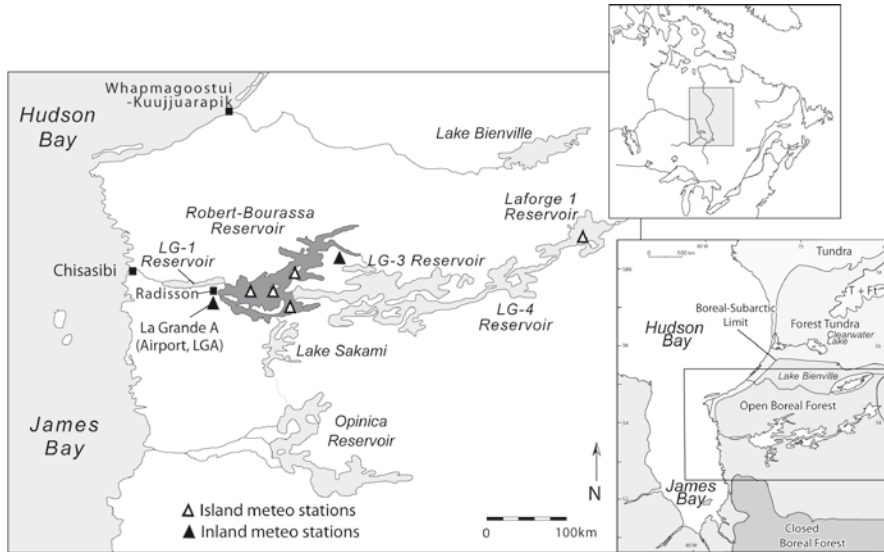 Whapmagoostui
-Kuujjuarapik
Hudson
Bay
Lake Bienville
Laforge 1
Reservoir
Robert-Bourassa
Reservoir
LG-1
Reservoir
LG-3 Reservoir
Chisasibi
Radisson
LG-4
Reservoir
La Grande A
(Airport, LGA)
Lake Sakami
Opinica
Reservoir
James
Bay
N
Island meteo stations
Inland meteo stations
100km
Tundra
T + Ft
Boreal-Subarctic
Limit
Forest Tundra
Clearwater
Lake
Hudson
Bay
Lake Bienville
Open Boreal Forest
James
Bay
Closed
Boreal Forest
80 W